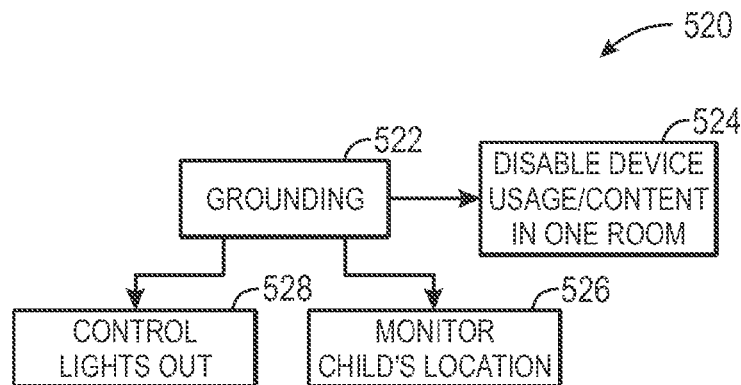 520
524
522
DISABLE DEVICE
USAGE/CONTENT
IN ONE ROOM
GROUNDING
528
526
CONTROL
LIGHTS OUT
MONITOR
CHILD'S LOCATION